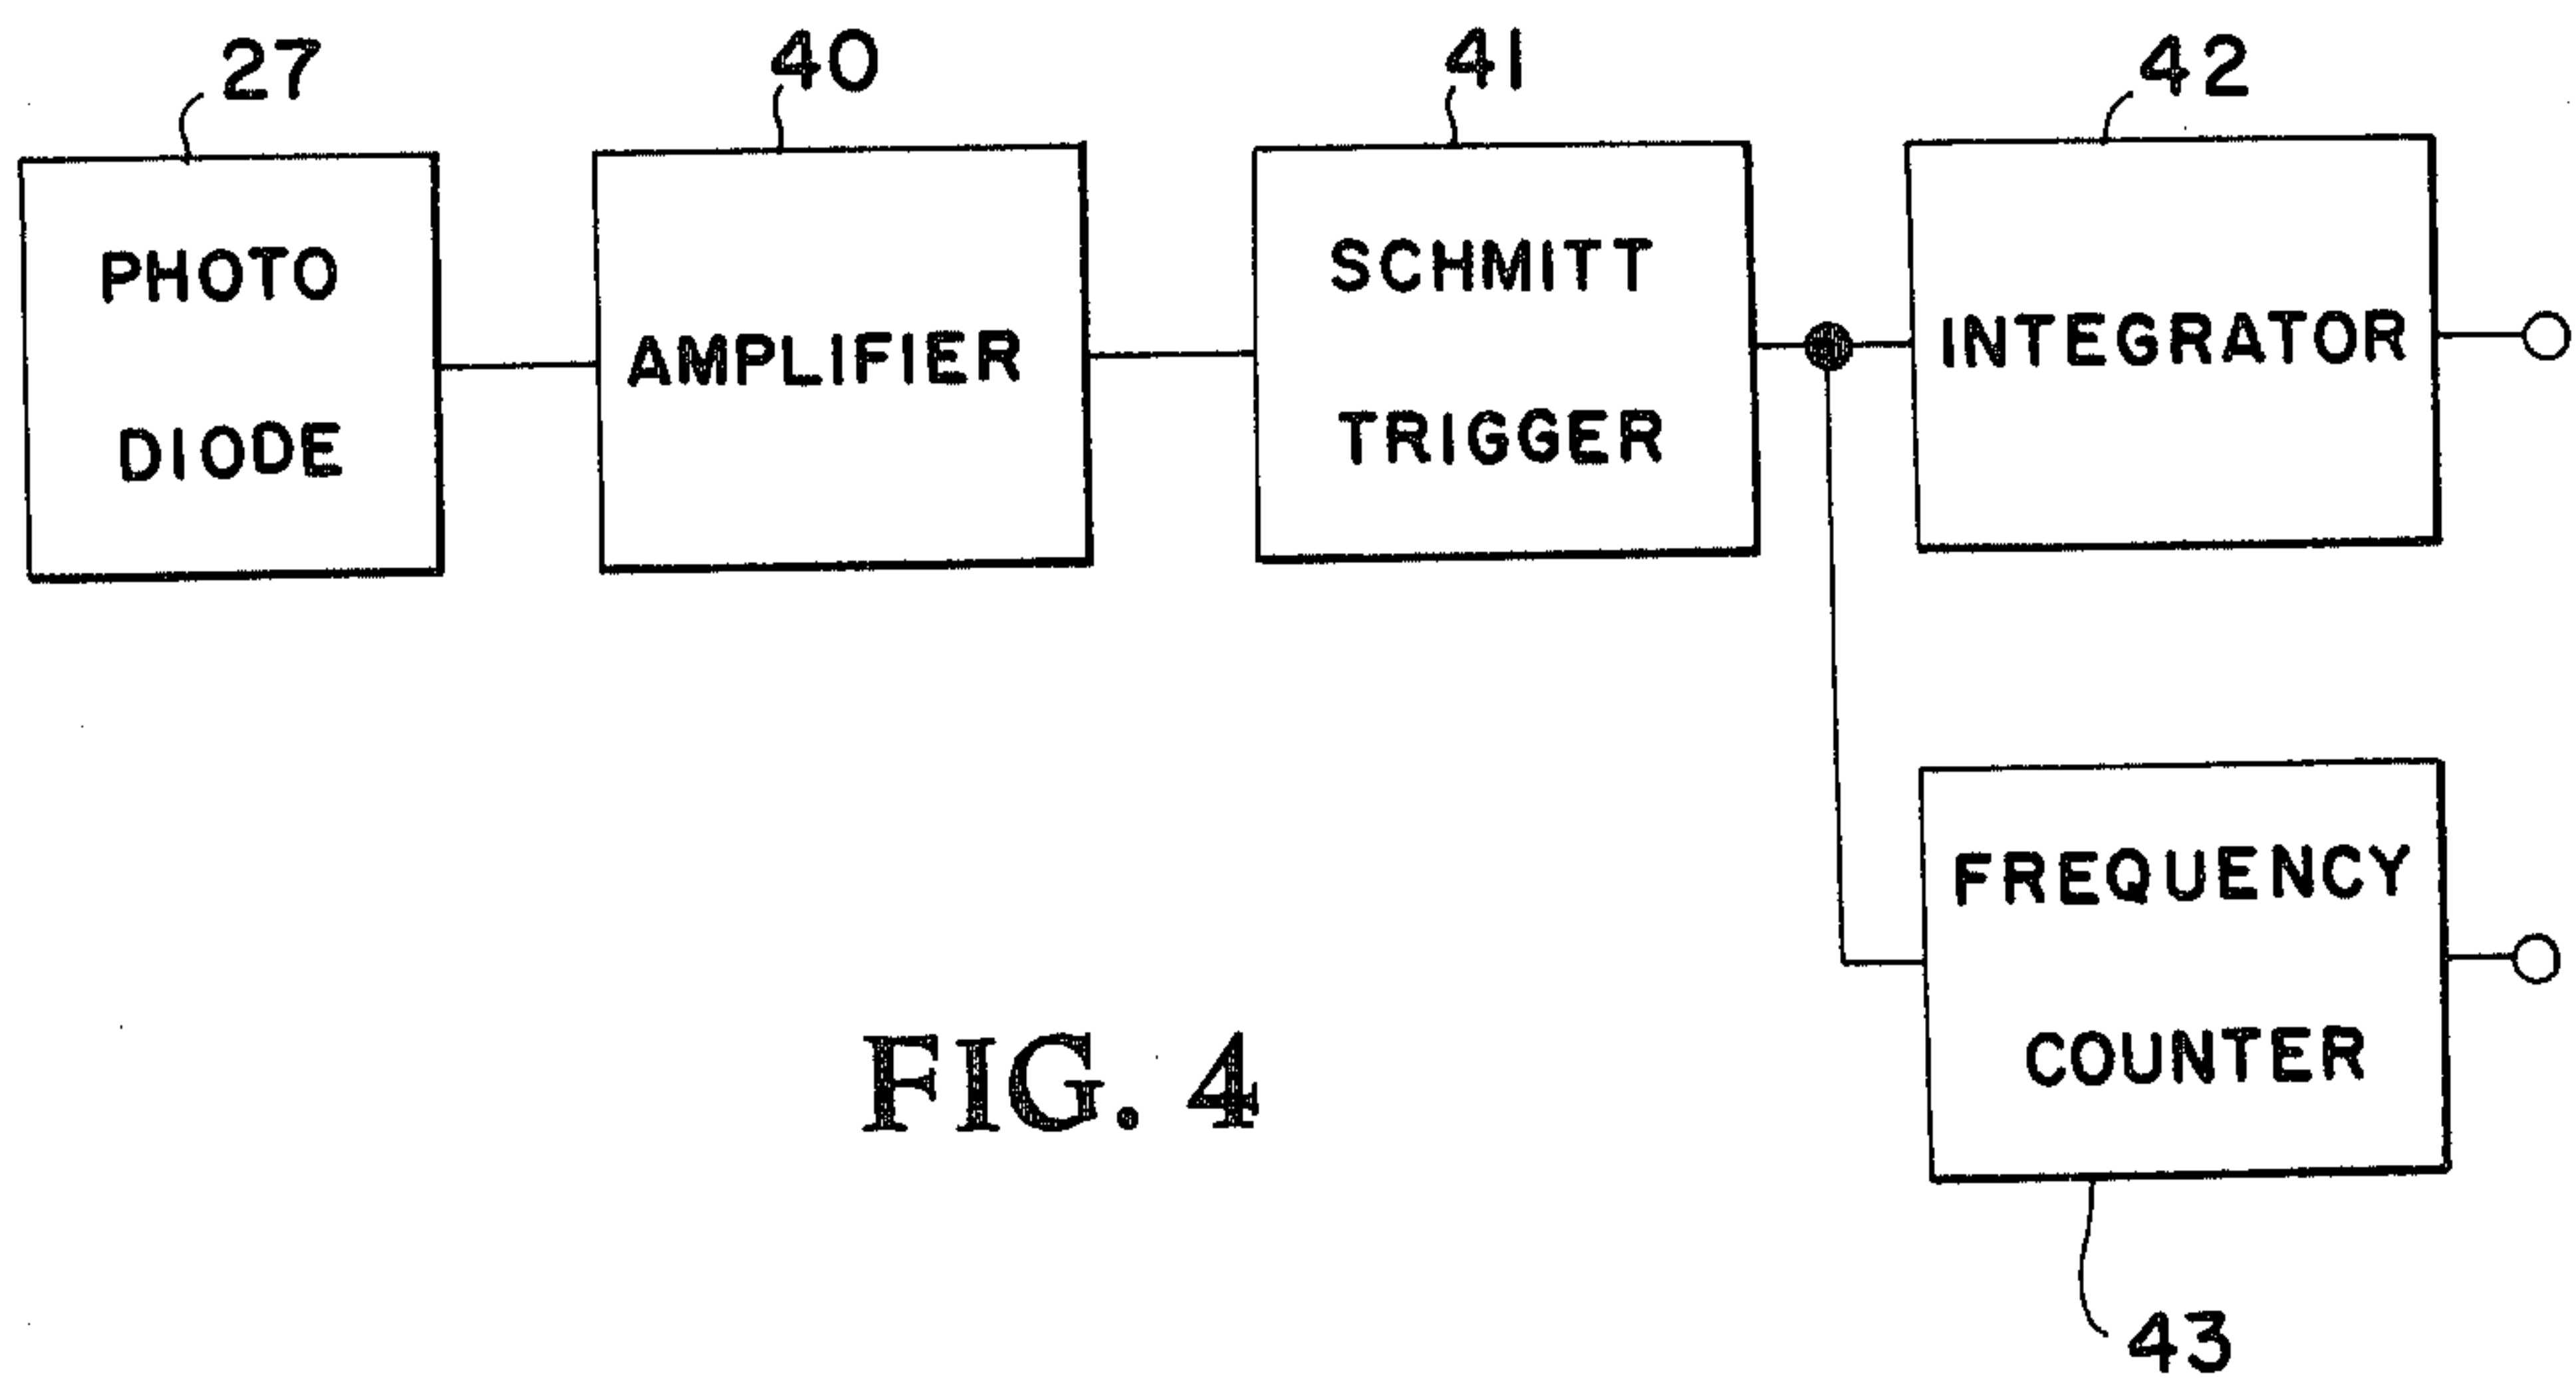 27
40
41
42
PHOTO
DIODE
AMPLIFIER
SCHMITT
TRIGGER
INTEGRATOR
FREQUENCY
COUNTER
43
FIG. 4